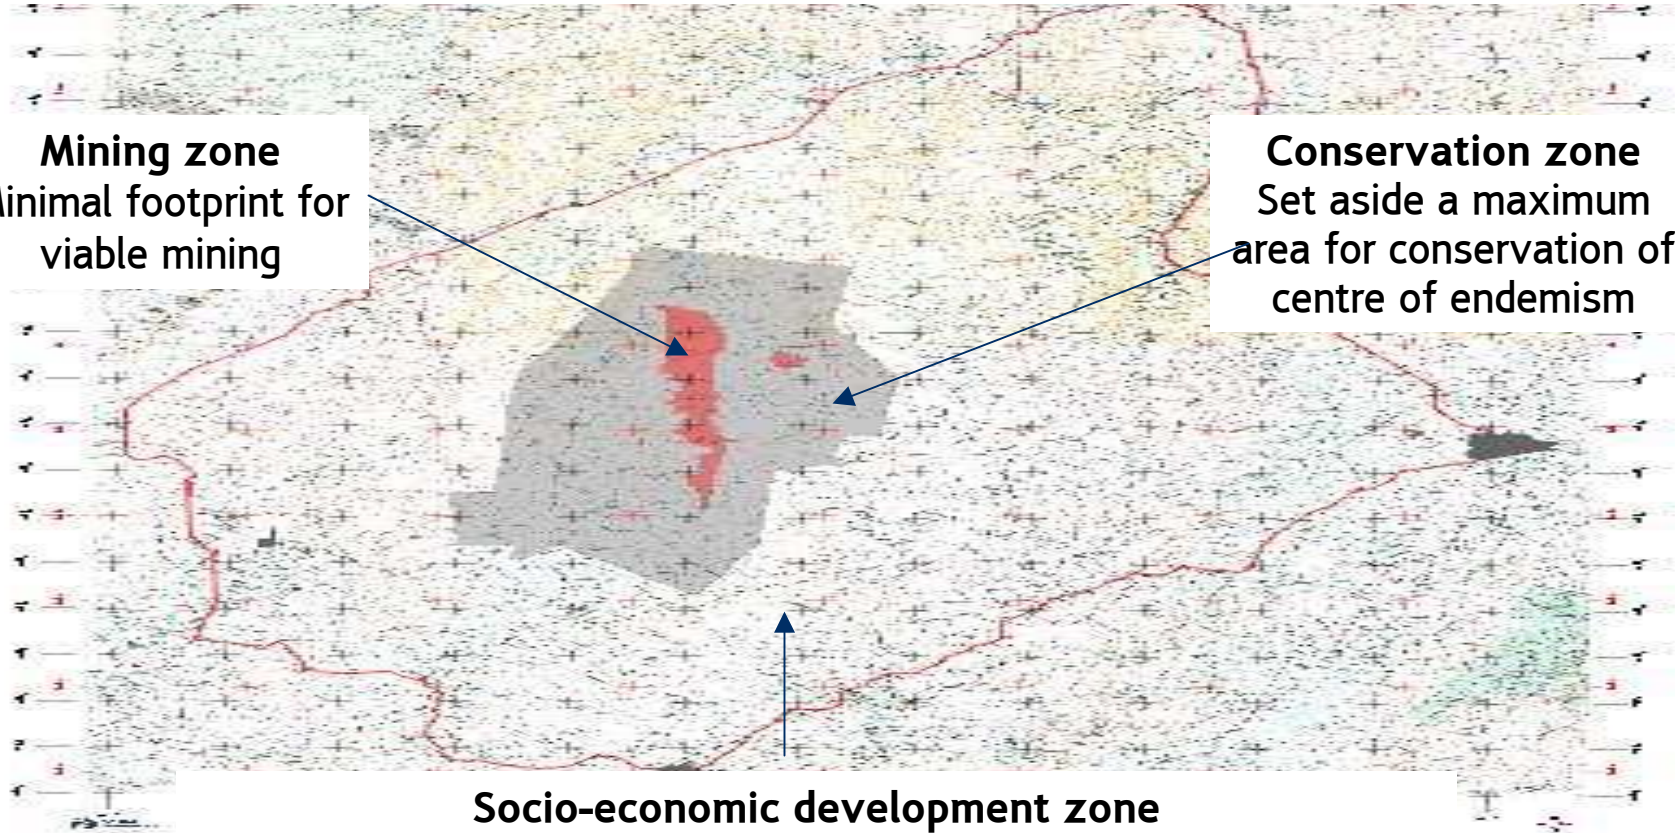 Mining zone
Minimal footprint for
viable mining
Conservation zone
Set aside a maximum
area for conservation of
centre of endemism
Socio-economic development zone